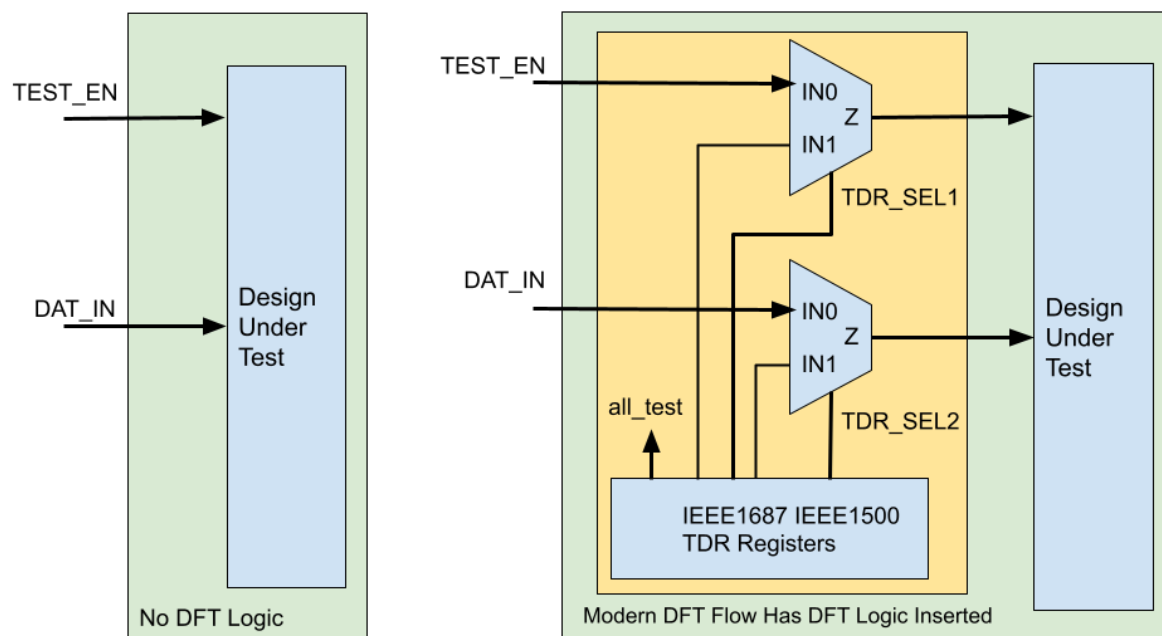 TEST_EN
DAT_IN
Design
Under
Test
No DFT Logic
TEST_EN
IN0
Z
IN1
TDR_SEL1
DAT_IN
IN0
Z
IN1
TDR_SEL2
all_test
IEEE1687 IEEE1500
TDR Registers
Design
Under
Test
Modern DFT Flow Has DFT Logic Inserted